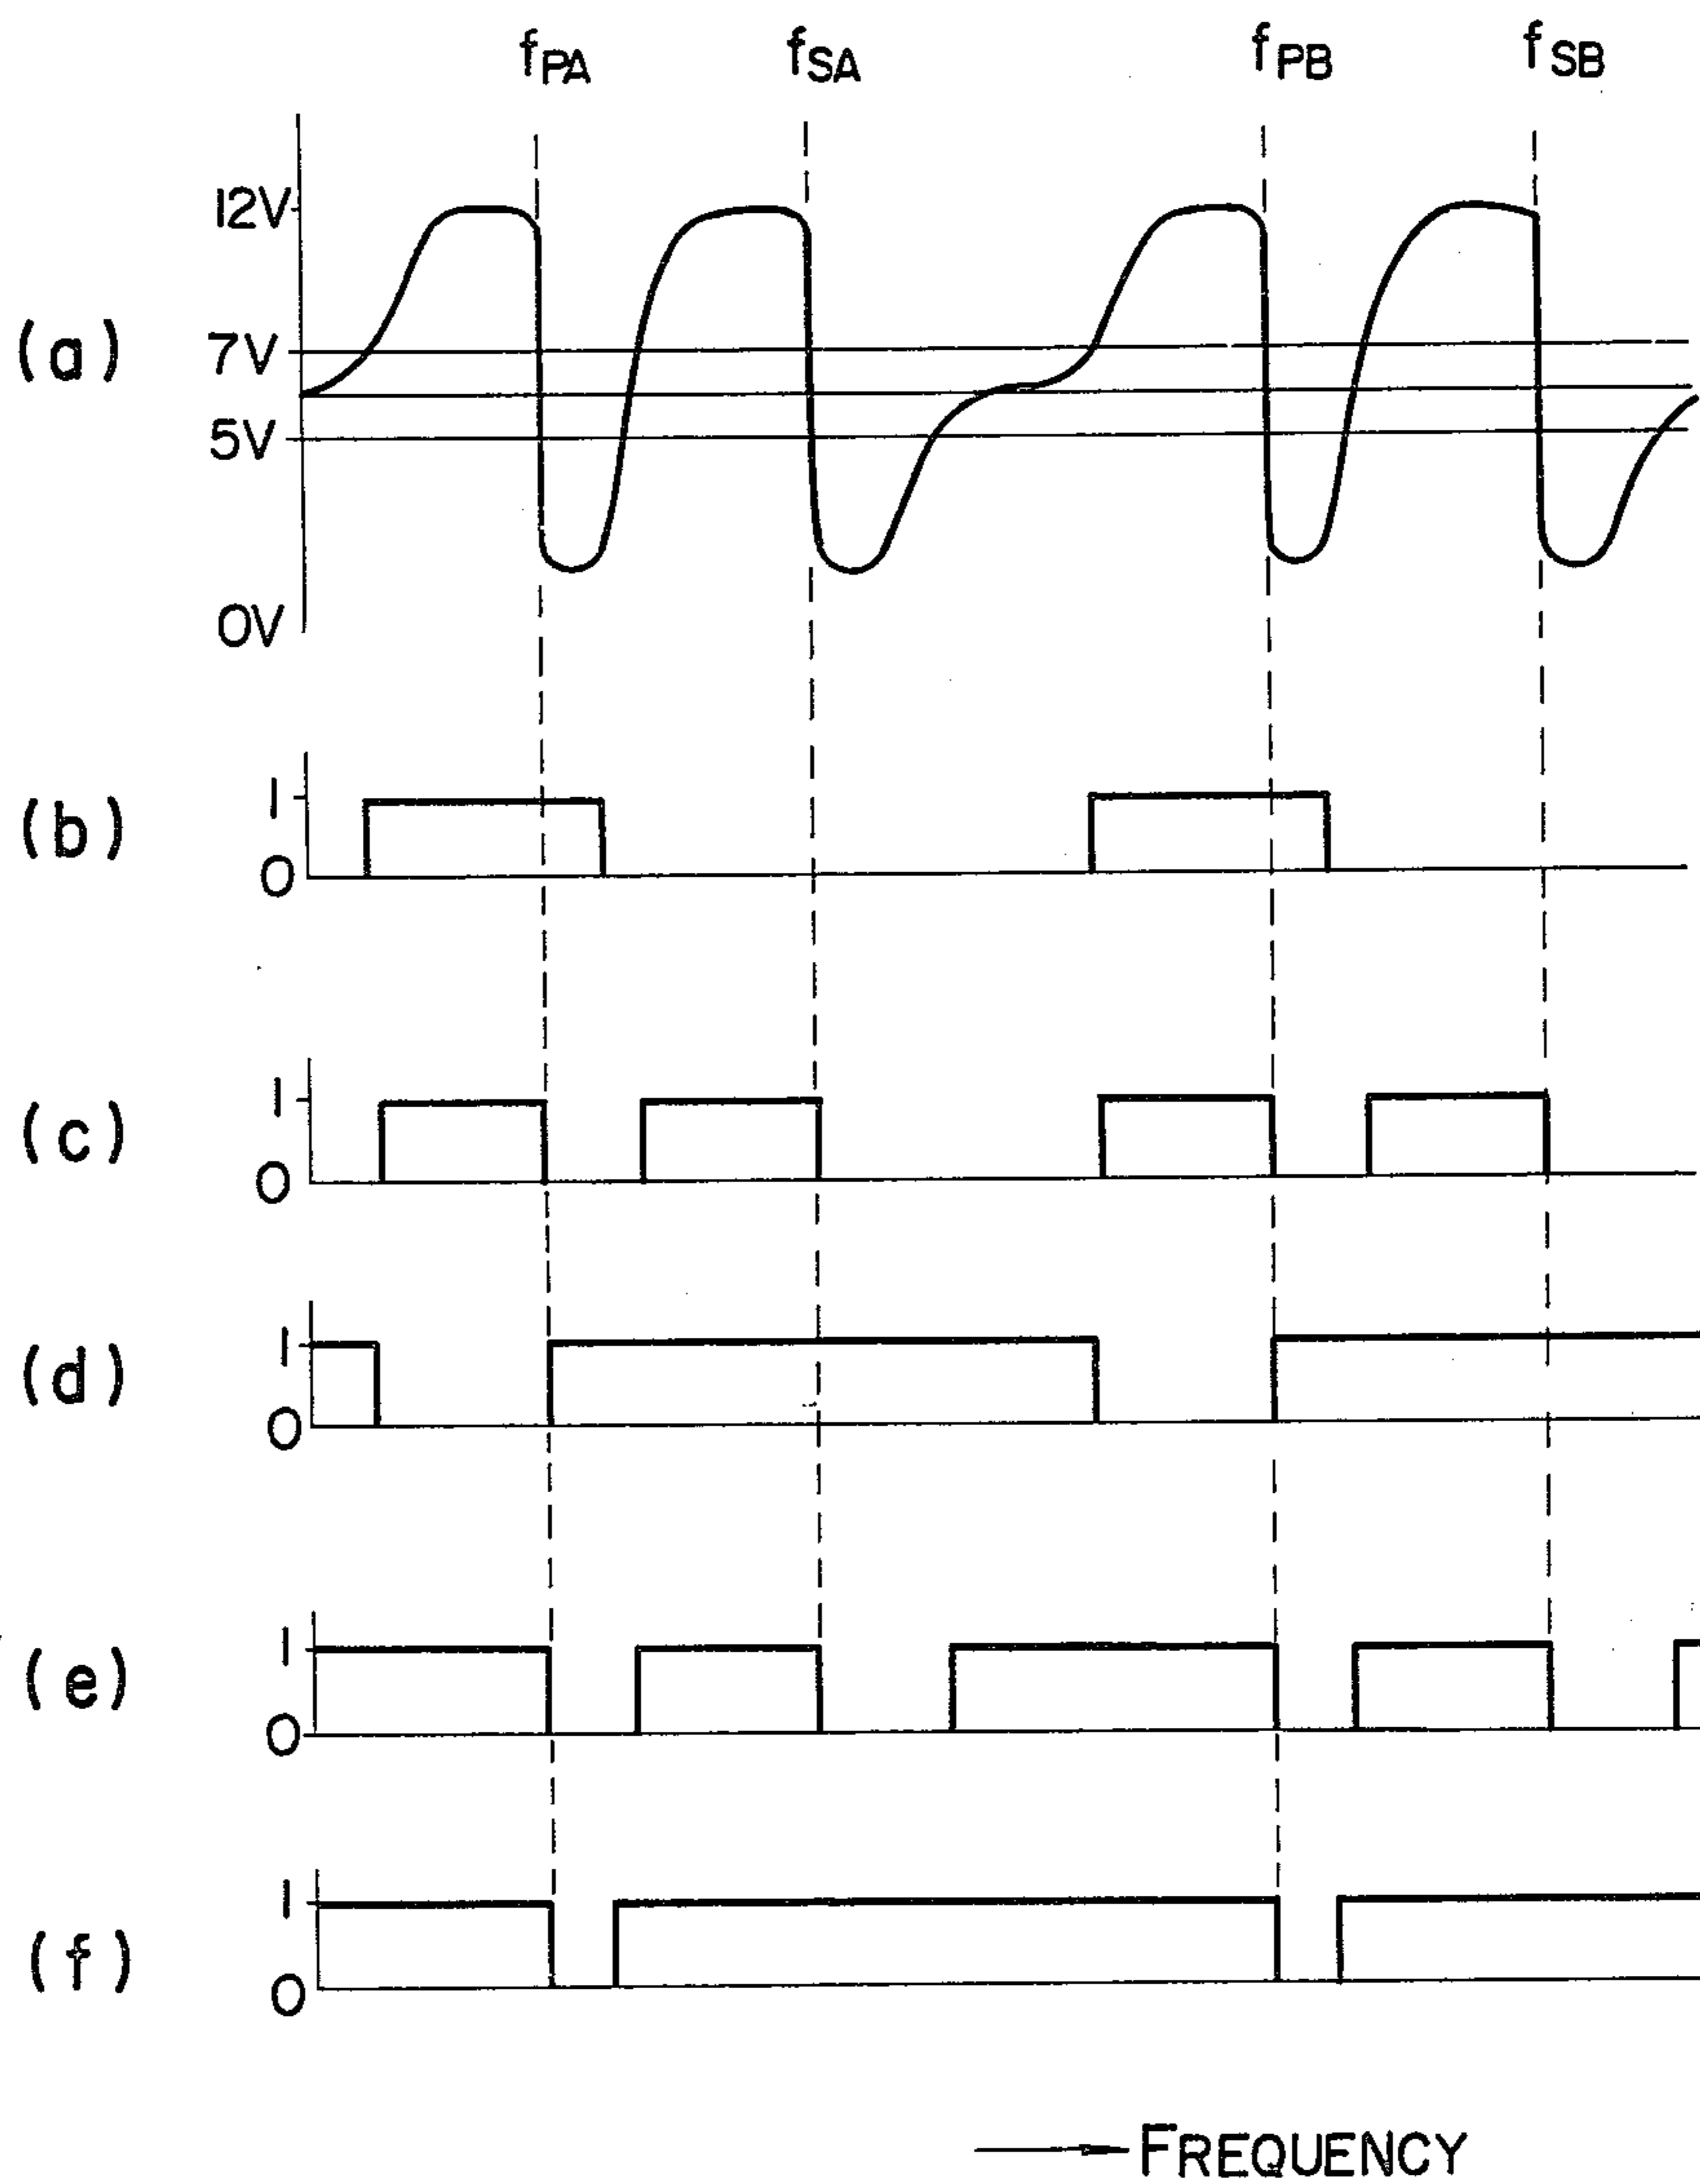 fPA fSA fPB fSB
12V
(a) 7V
5V
0V
(b) 1
0
(c) 1
0
(d) 1
0
(e) 1
0
(f) 1
0
FREQUENCY